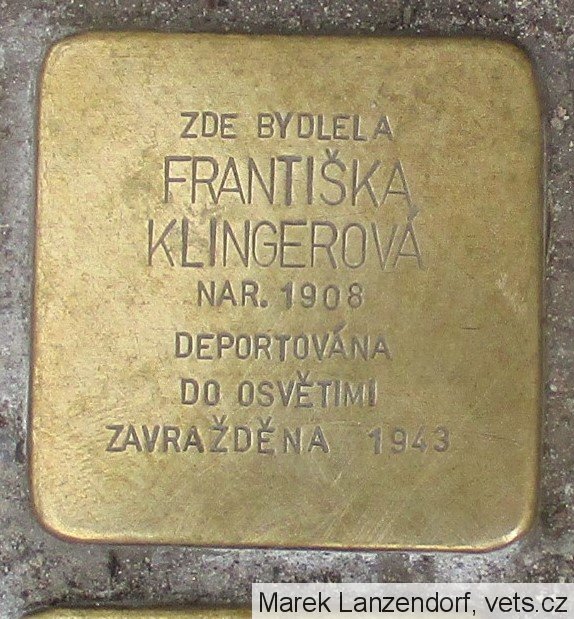 ZDE BYDLELA
FRANTIŠKA
KLINGEROVÁ
NAR. 1908
DEPORTOVÁNA
DO OSVĚTIMI
ZAVRAŽDĚNA 1943
Marek Lanzendorf, vets.cz